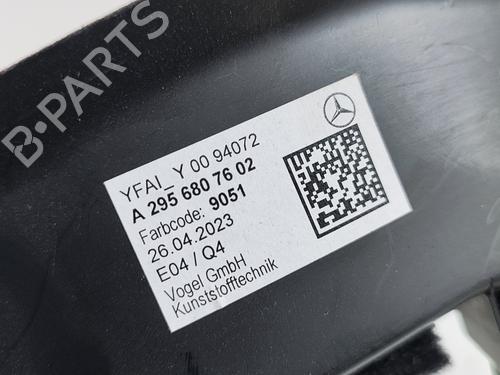 B-PARTS
YFAI_Y 00 94072
A 295 680 76 02
Farbcode: 9051
26.04.2023
E04 / Q4
Vogel GmbH
Kunststofftechnik